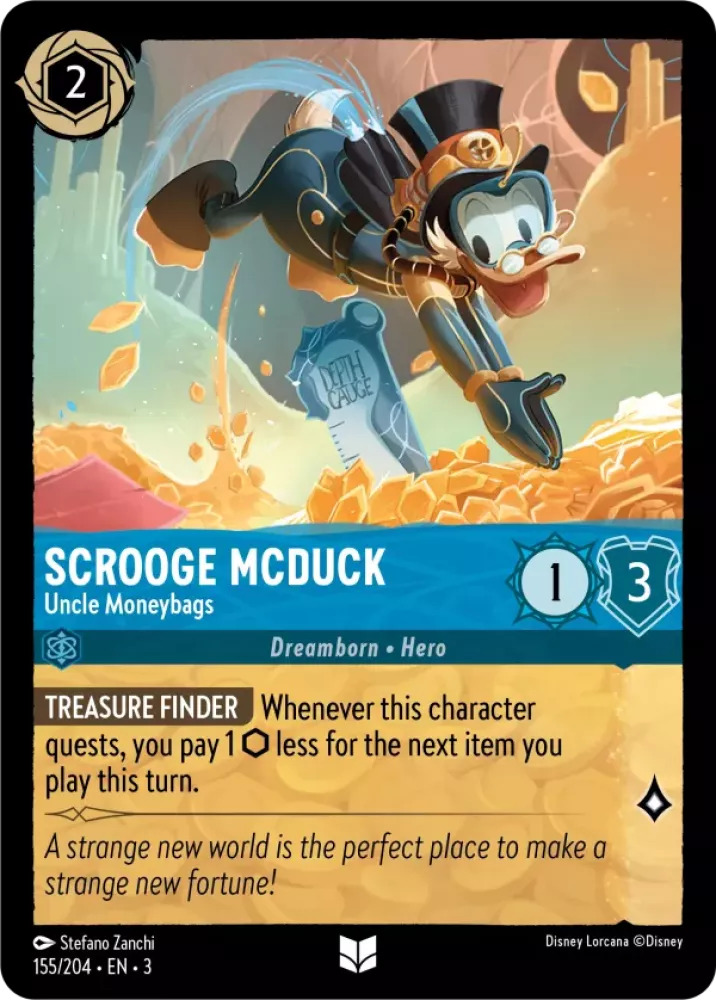 2
DEPTH
GAUGE
SCROOGE MCDUCK
Uncle Moneybags
1
3
Dreamborn • Hero
TREASURE FINDER Whenever this character
quests, you pay 1 ⬡ less for the next item you
play this turn.
A strange new world is the perfect place to make a
strange new fortune!
Stefano Zanchi
Disney Lorcana ©Disney
155/204 • EN • 3